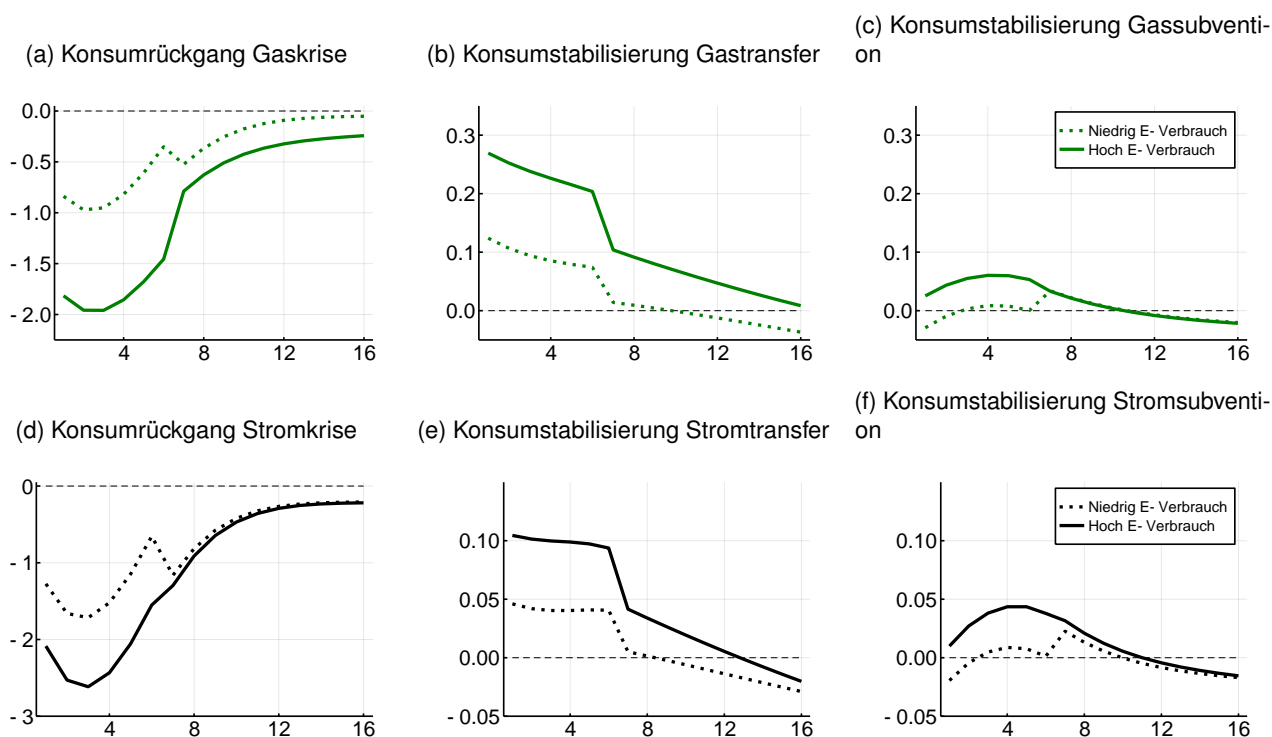 (a) Konsumrückgang Gaskrise
(b) Konsumstabilisierung Gastransfer
(c) Konsumstabilisierung Gassubventi-
on
0.0
- 0.5
- 1.0
- 1.5
- 2.0
4 8 12 16
0.3
0.2
0.1
0.0
4 8 12 16
0.3
0.2
0.1
0.0
4 8 12 16
Niedrig E- Verbrauch
Hoch E- Verbrauch
(d) Konsumrückgang Stromkrise
(e) Konsumstabilisierung Stromtransfer
(f) Konsumstabilisierung Stromsubventi-
on
0
- 1
- 2
- 3
4 8 12 16
0.10
0.05
0.00
- 0.05
4 8 12 16
0.10
0.05
0.00
- 0.05
4 8 12 16
Niedrig E- Verbrauch
Hoch E- Verbrauch